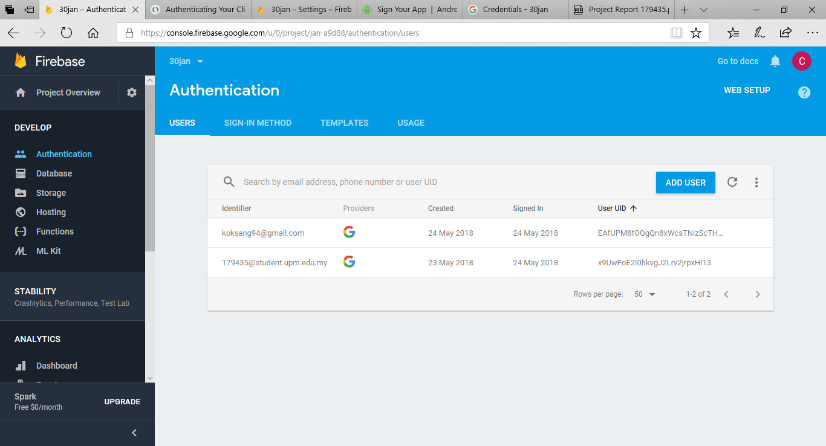 30jan – Authenticat
Authenticating Your Cli
30jan – Settings – Fireb
Sign Your App | Andrc
Credentials - 30jan
Project Report 179435.p
https://console.firebase.google.com/u/0/project/jan-a9d88/authentication/users
Firebase
Project Overview
DEVELOP
Authentication
Database
Storage
Hosting
Functions
ML Kit
STABILITY
Crashlytics, Performance, Test Lab
ANALYTICS
Dashboard
Spark
Free $0/month
UPGRADE
30jan
Go to docs
C
Authentication
WEB SETUP
USERS
SIGN-IN METHOD
TEMPLATES
USAGE
Search by email address, phone number or user UID
ADD USER
Identifier Providers Created Signed In User UID
koksang94@gmail.com 24 May 2018 24 May 2018
179435@student.upm.edu.my 23 May 2018 24 May 2018
Rows per page: 50 1-2 of 2